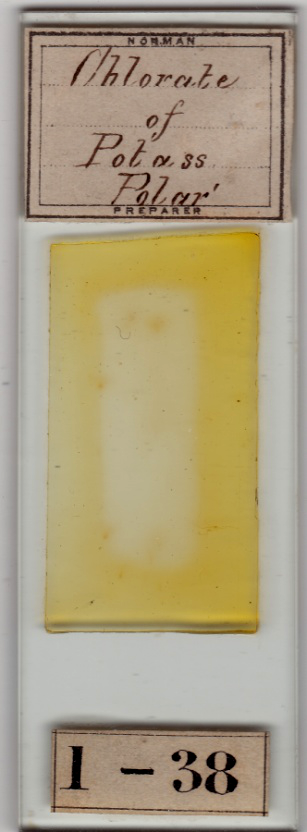 NORMAN
Chlorate
of
Potass
Polar'
PREPARER
1 – 38